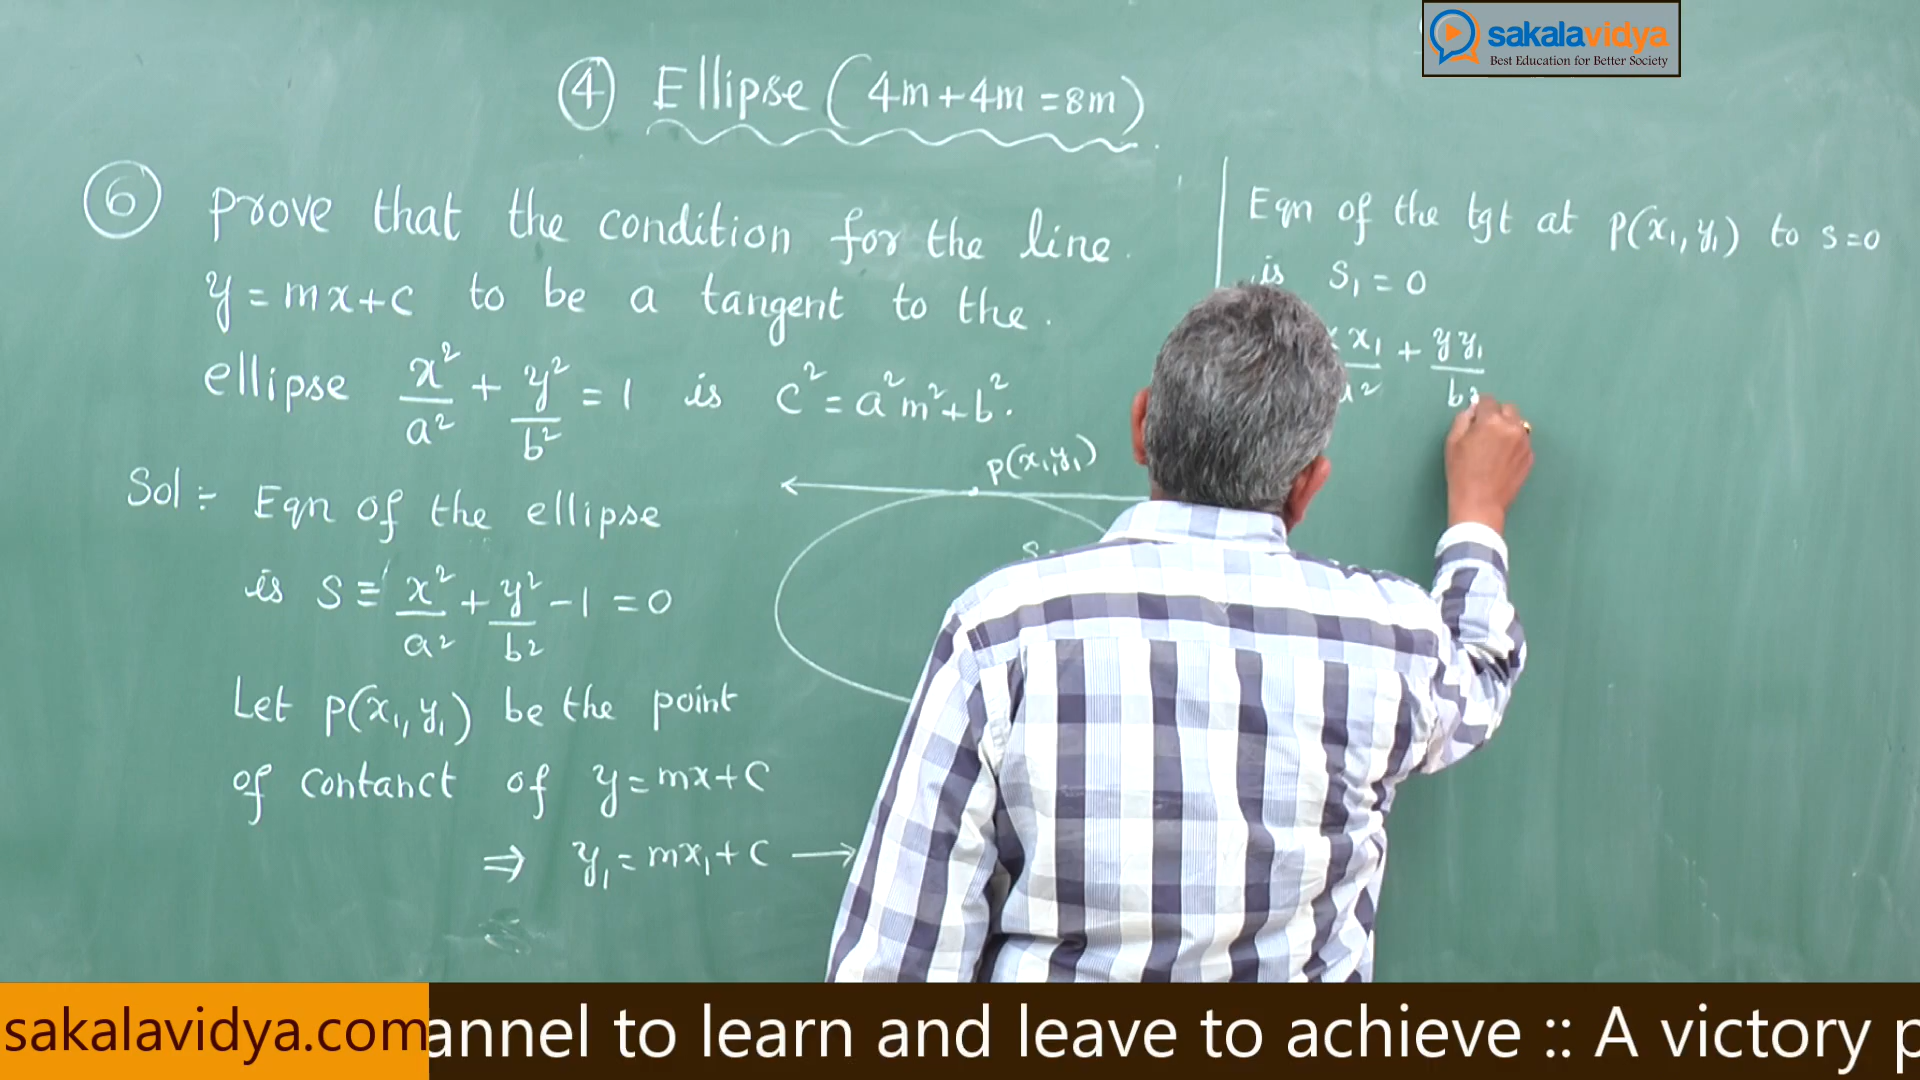 sakalavidya
Best Education for Better Society
④ Ellipse (4m+4m=8m)
⑥ prove that the condition for the line
y = mx+c to be a tangent to the
ellipse x²/a² + y²/b² = 1 is c² = a²m²+b².
Sol :- Eqn of the ellipse
is S ≡ x²/a² + y²/b² - 1 = 0
Let P(x₁, y₁) be the point
of contanct of y = mx+c
⇒ y₁ = mx₁ + c →
P(x₁, y₁)
S
Eqn of the tgt at P(x₁, y₁) to S=0
is S₁ = 0
x₁/a² + yy₁/b²
sakalavidya.com annel to learn and leave to achieve :: A victory p